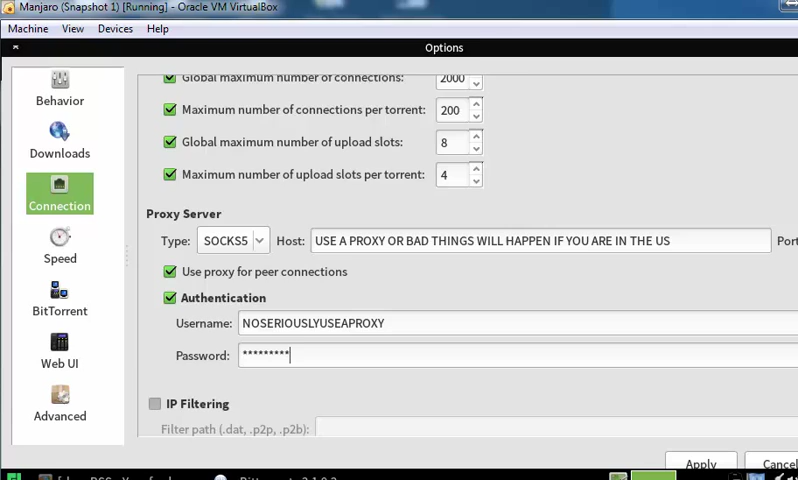 Manjaro (Snapshot 1) [Running] - Oracle VM VirtualBox
Machine View Devices Help
Options
Behavior
Downloads
Connection
Speed
BitTorrent
Web UI
Advanced
Global maximum number of connections: 2000
Maximum number of connections per torrent: 200
Global maximum number of upload slots: 8
Maximum number of upload slots per torrent: 4
Proxy Server
Type: SOCKS5 Host: USE A PROXY OR BAD THINGS WILL HAPPEN IF YOU ARE IN THE US Port
Use proxy for peer connections
Authentication
Username: NOSERIOUSLYUSEAPROXY
Password: *********
IP Filtering
Filter path (.dat, .p2p, .p2b):
Apply Cancel